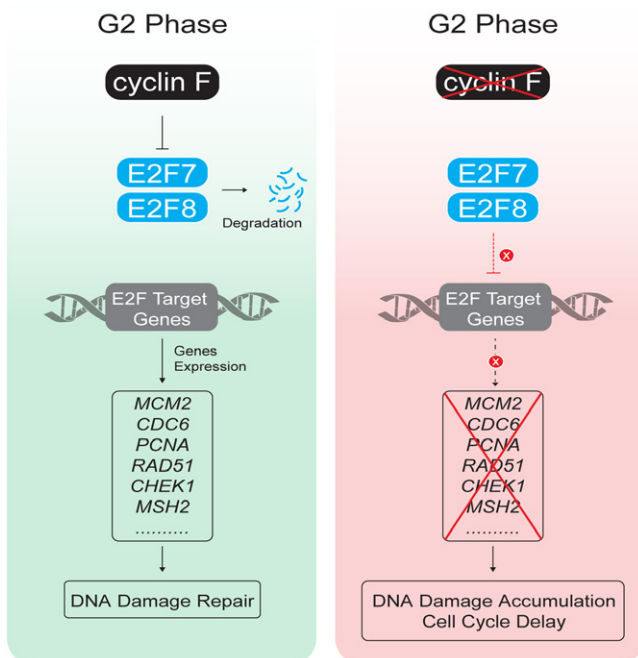 G2 Phase
cyclin F
E2F7
E2F8
Degradation
E2F Target
Genes
Genes
Expression
MCM2
CDC6
PCNA
RAD51
CHEK1
MSH2
..........
DNA Damage Repair
G2 Phase
cyclin F
E2F7
E2F8
x
E2F Target
Genes
x
MCM2
CDC6
PCNA
RAD51
CHEK1
MSH2
..........
DNA Damage Accumulation
Cell Cycle Delay